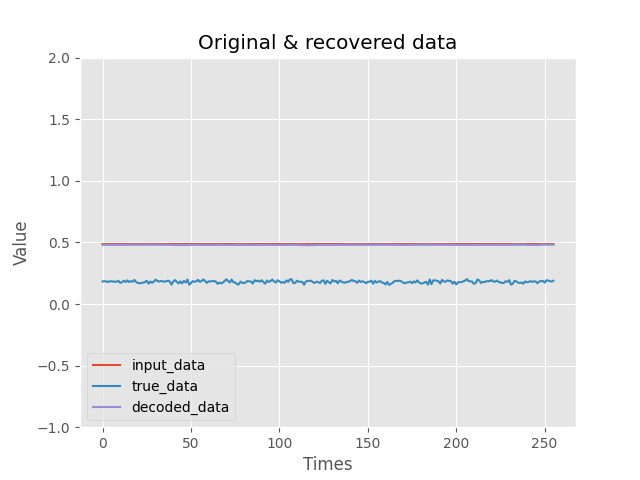 Original & recovered data
2.0
1.5
1.0
0.5
0.0
−0.5
−1.0
Value
input_data
true_data
decoded_data
0 50 100 150 200 250
Times